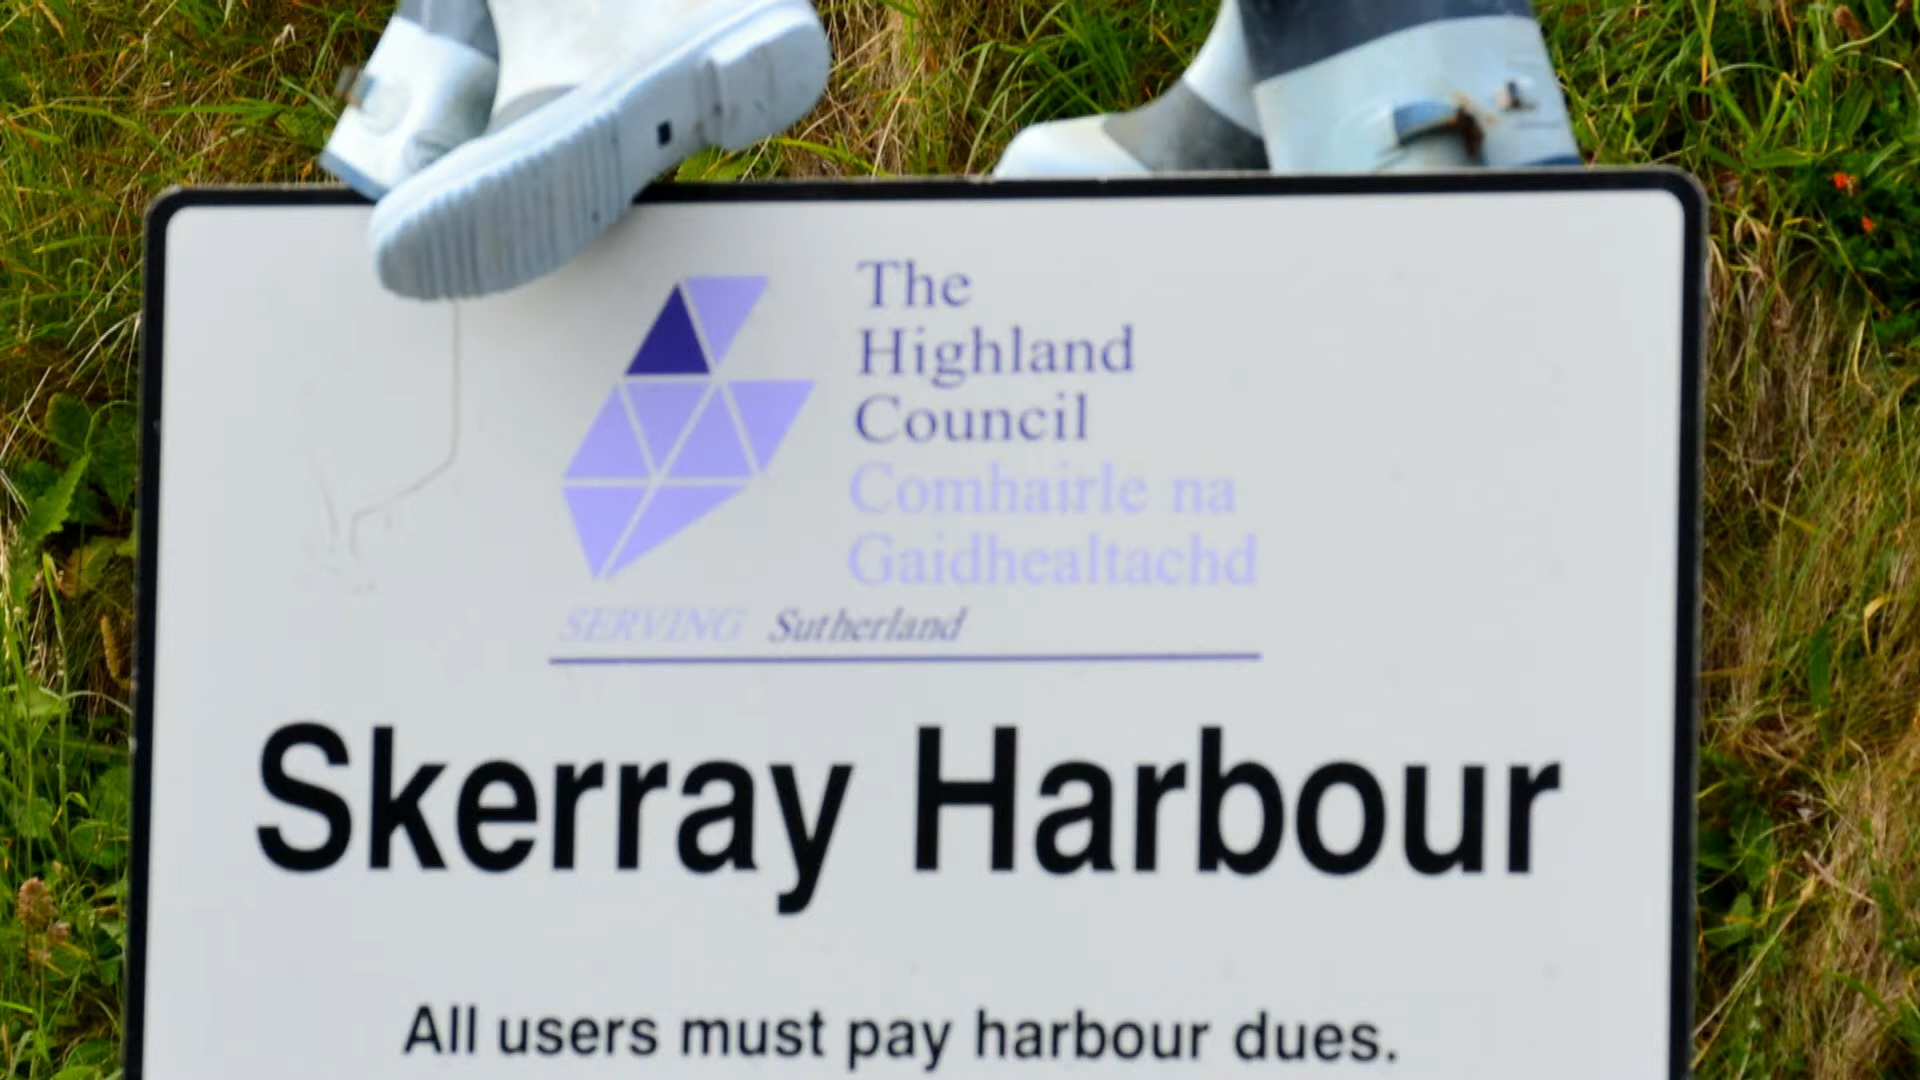 The
Highland
Council
Comhairle na
Gaidhealtachd
SERVING Sutherland
Skerray Harbour
All users must pay harbour dues.